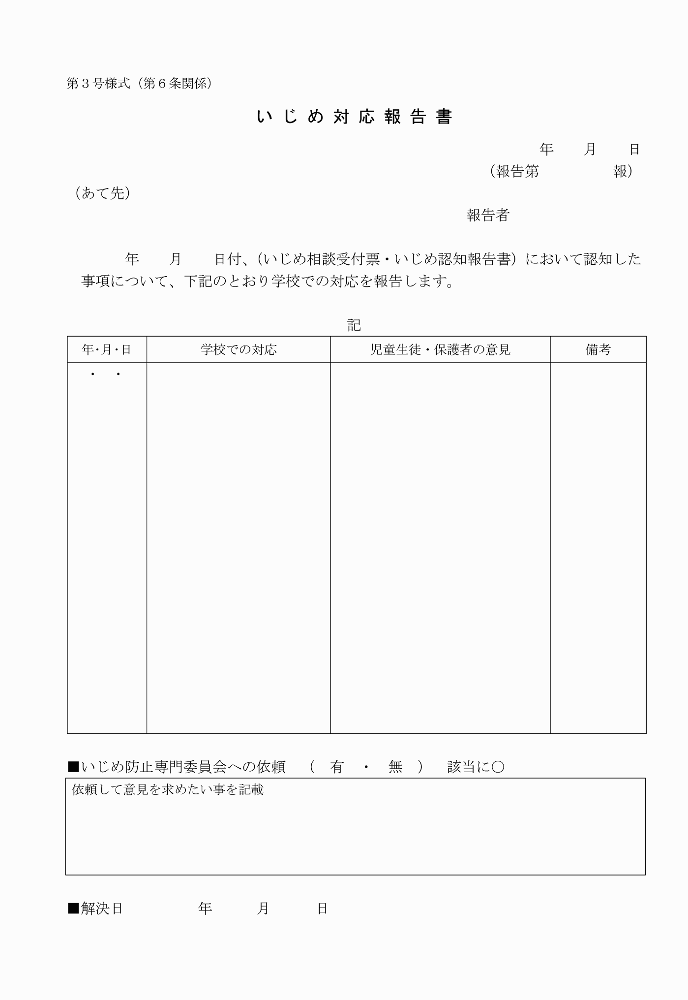 第３号様式（第６条関係）
いじめ対応報告書
年　　月　　日
（報告第　　　　　報）
（あて先）
報告者
年　　月　　日付、（いじめ相談受付票・いじめ認知報告書）において認知した
事項について、下記のとおり学校での対応を報告します。
記
年・月・日　学校での対応　児童生徒・保護者の意見　備考
・　・
■いじめ防止専門委員会への依頼　（　有　・　無　）　該当に○
依頼して意見を求めたい事を記載
■解決日　　　　　年　　　月　　　日